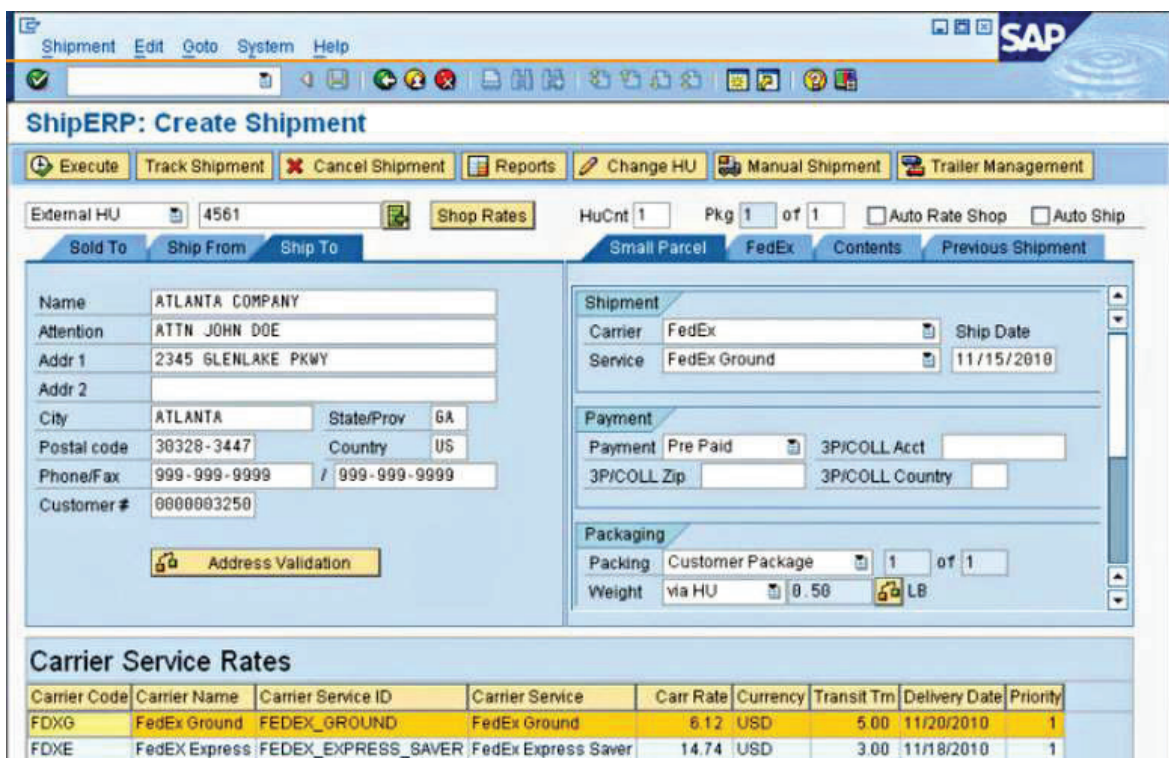 Shipment Edit Goto System Help
SAP
ShipERP: Create Shipment
Execute Track Shipment Cancel Shipment Reports Change HU Manual Shipment Trailer Management
External HU 4561 Shop Rates HuCnt 1 Pkg 1 of 1 Auto Rate Shop Auto Ship
Sold To Ship From Ship To
Name ATLANTA COMPANY
Attention ATTN JOHN DOE
Addr 1 2345 GLENLAKE PKWY
Addr 2
City ATLANTA State/Prov GA
Postal code 30328-3447 Country US
Phone/Fax 999-999-9999 / 999-999-9999
Customer # 0000003250
Address Validation
Small Parcel FedEx Contents Previous Shipment
Shipment
Carrier FedEx Ship Date
Service FedEx Ground 11/15/2010
Payment
Payment Pre Paid 3P/COLL Acct
3P/COLL Zip 3P/COLL Country
Packaging
Packing Customer Package 1 of 1
Weight via HU 0.50 LB
Carrier Service Rates
Carrier Code Carrier Name Carrier Service ID Carrier Service Carr Rate Currency Transit Tm Delivery Date Priority
FDXG FedEx Ground FEDEX_GROUND FedEx Ground 6.12 USD 5.00 11/20/2010 1
FDXE FedEX Express FEDEX_EXPRESS_SAVER FedEx Express Saver 14.74 USD 3.00 11/18/2010 1